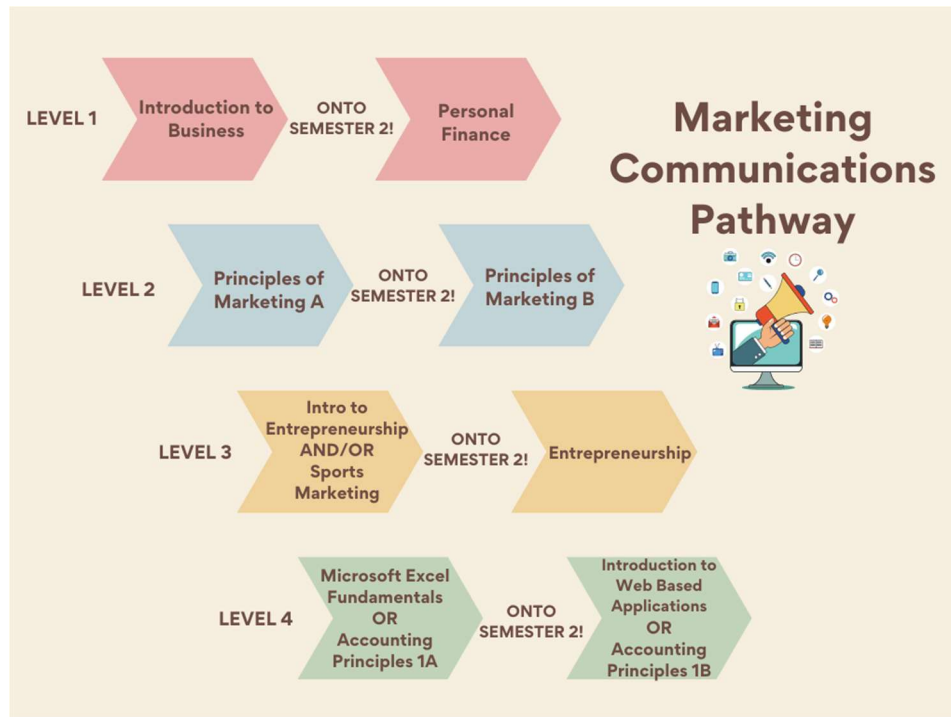 Marketing
Communications
Pathway
LEVEL 1
Introduction to
Business
ONTO
SEMESTER 2!
Personal
Finance
LEVEL 2
Principles of
Marketing A
ONTO
SEMESTER 2!
Principles of
Marketing B
LEVEL 3
Intro to
Entrepreneurship
AND/OR
Sports
Marketing
ONTO
SEMESTER 2!
Entrepreneurship
LEVEL 4
Microsoft Excel
Fundamentals
OR
Accounting
Principles 1A
ONTO
SEMESTER 2!
Introduction to
Web Based
Applications
OR
Accounting
Principles 1B